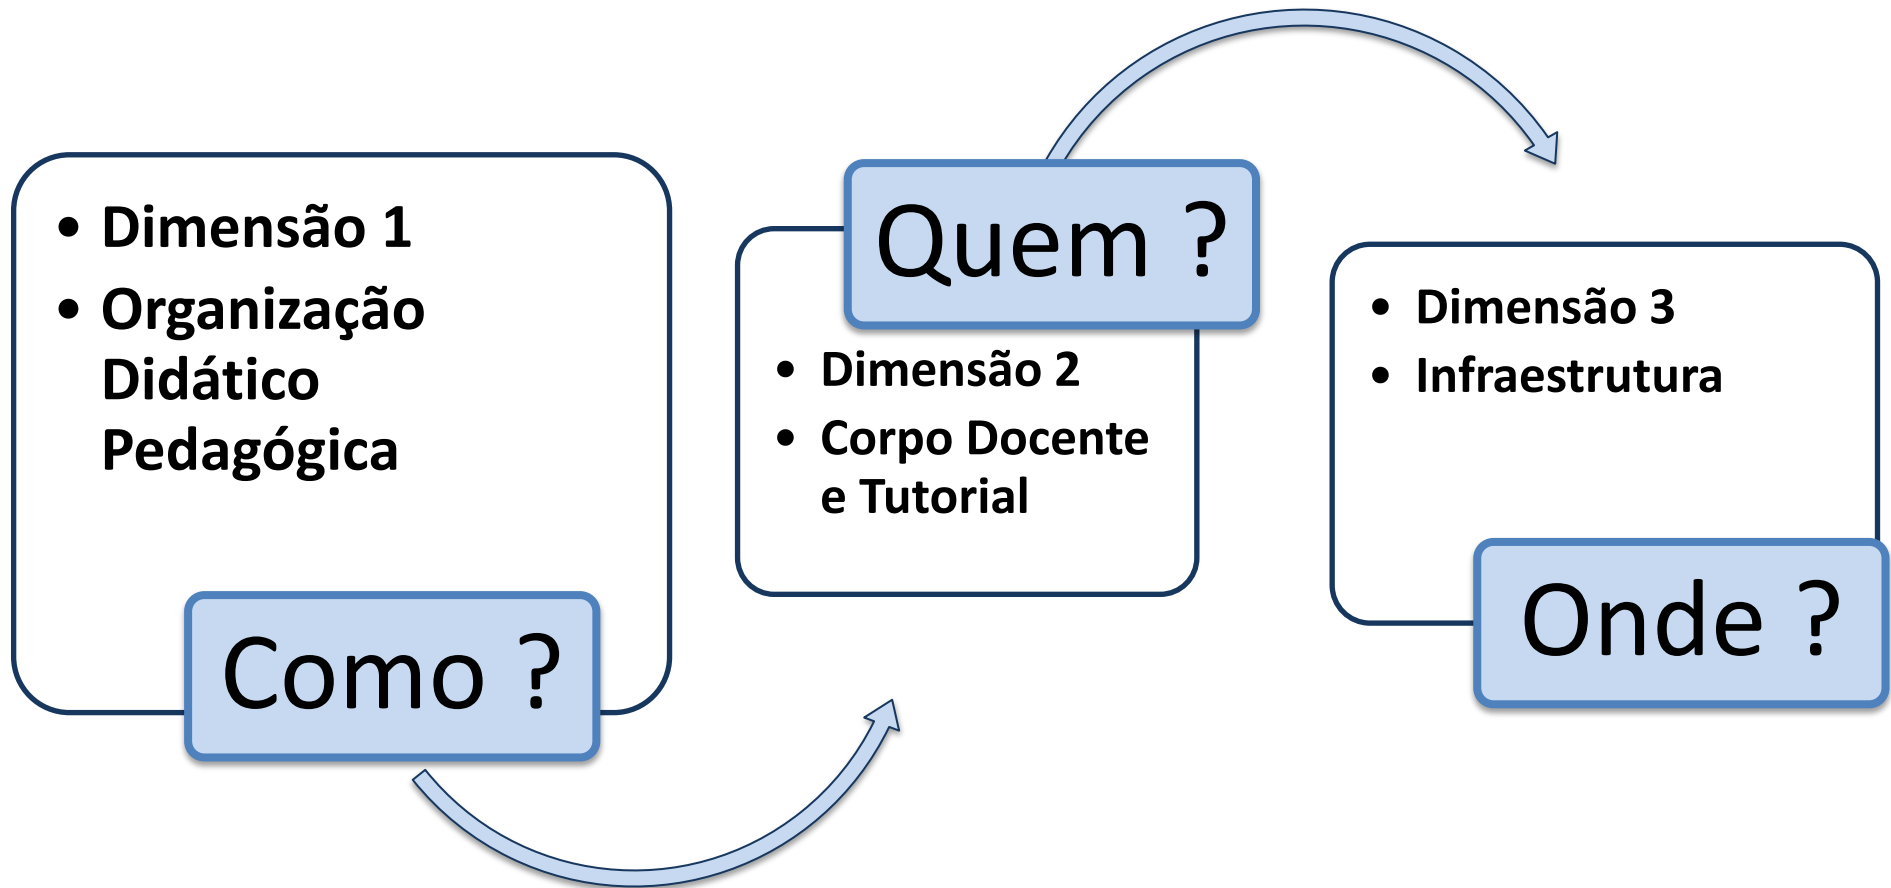 • Dimensão 1
• Organização
Didático
Pedagógica
Como ?
Quem ?
• Dimensão 2
• Corpo Docente
e Tutorial
• Dimensão 3
• Infraestrutura
Onde ?